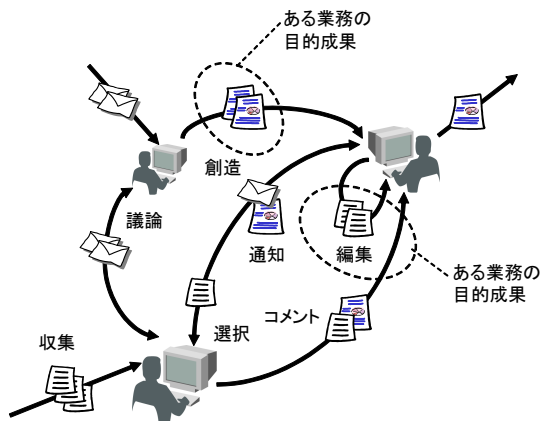 ある業務の
目的成果
創造
議論
通知
編集
ある業務の
目的成果
コメント
選択
収集